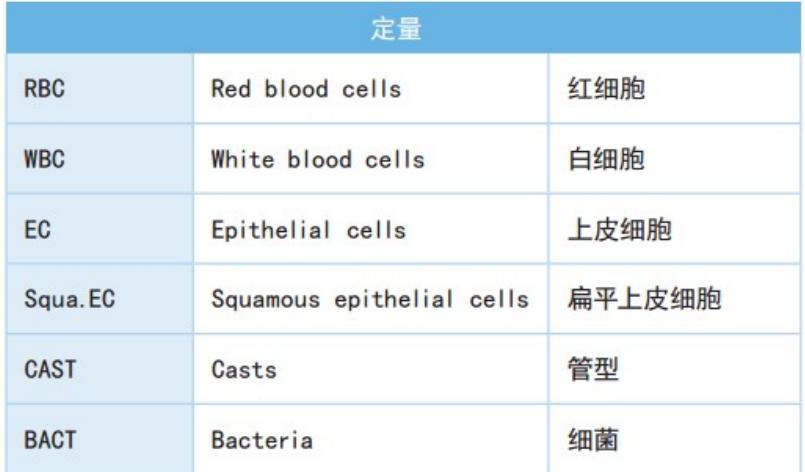 定量
RBC Red blood cells 红细胞
WBC White blood cells 白细胞
EC Epithelial cells 上皮细胞
Squa.EC Squamous epithelial cells 扁平上皮细胞
CAST Casts 管型
BACT Bacteria 细菌